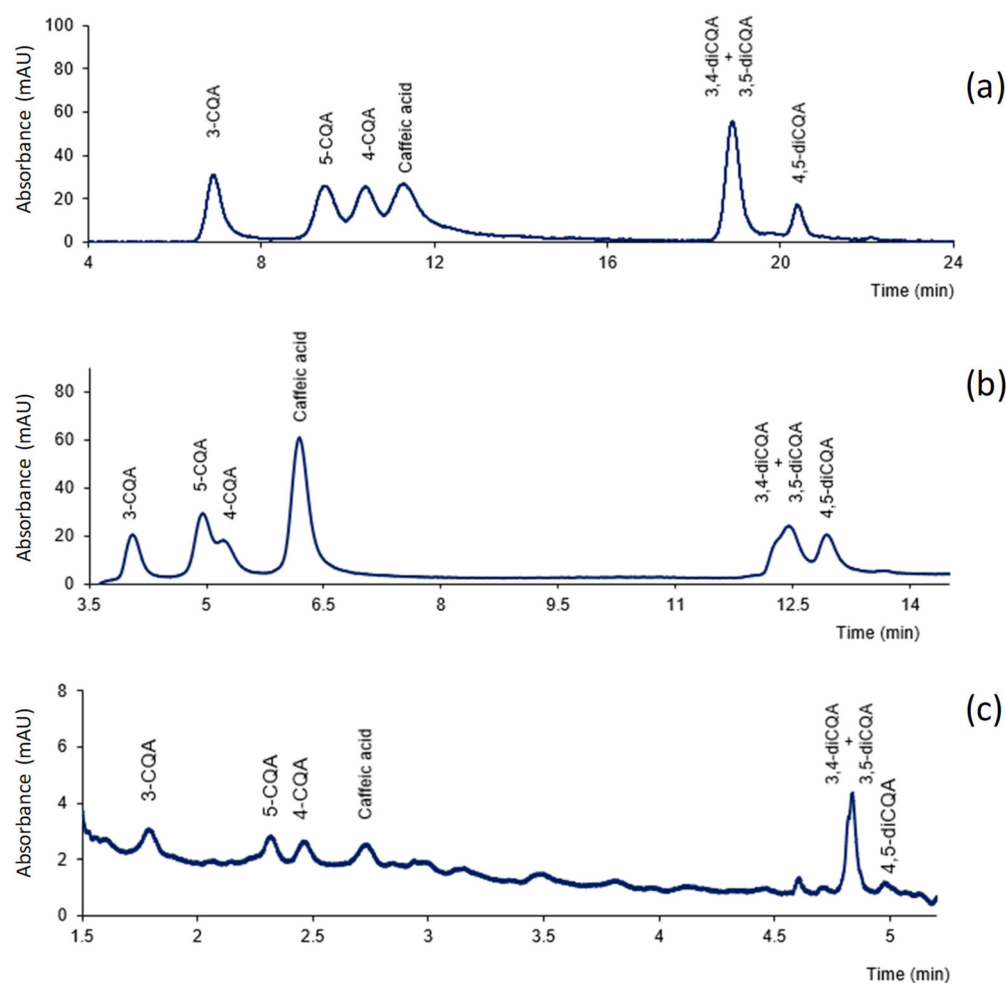 (a)
Absorbance (mAU)
100
80
60
40
20
0
3-CQA
5-CQA
4-CQA
Caffeic acid
3,4-diCQA
+
3,5-diCQA
4,5-diCQA
4 8 12 16 20 24
Time (min)
(b)
Absorbance (mAU)
80
60
40
20
0
3-CQA
5-CQA
4-CQA
Caffeic acid
3,4-diCQA
+
3,5-diCQA
4,5-diCQA
3.5 5 6.5 8 9.5 11 12.5 14
Time (min)
(c)
Absorbance (mAU)
8
6
4
2
0
3-CQA
5-CQA
4-CQA
Caffeic acid
3,4-diCQA
+
3,5-diCQA
4,5-diCQA
1.5 2 2.5 3 3.5 4 4.5 5
Time (min)